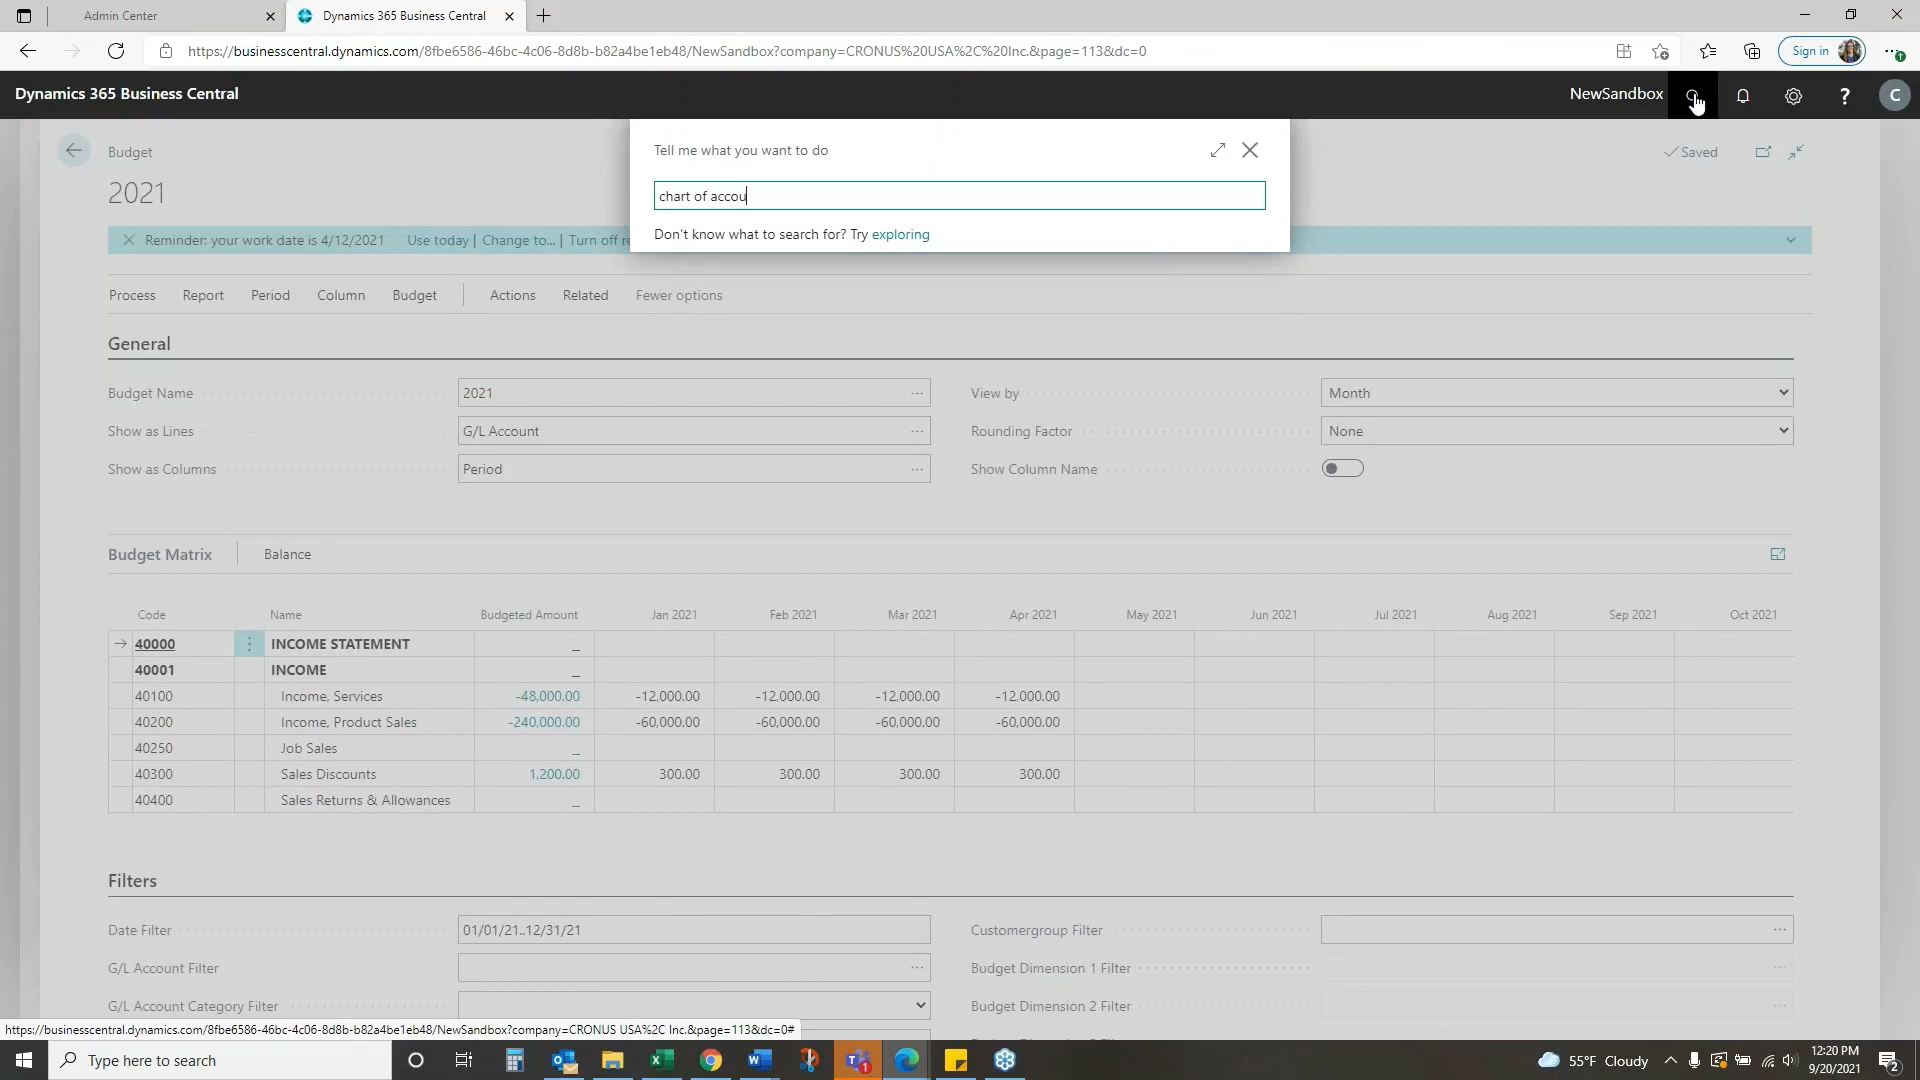 Admin Center
Dynamics 365 Business Central
https://businesscentral.dynamics.com/8fbe6586-46bc-4c06-8d8b-b82a4be1eb48/NewSandbox?company=CRONUS%20USA%2C%20Inc.&page=113&dc=0
Sign in
Dynamics 365 Business Central
NewSandbox
?
C
Budget
Saved
2021
Tell me what you want to do
chart of accou
Don't know what to search for? Try exploring
Reminder: your work date is 4/12/2021 Use today | Change to... | Turn off re
Process Report Period Column Budget Actions Related Fewer options
General
Budget Name 2021 ... View by Month
Show as Lines G/L Account ... Rounding Factor None
Show as Columns Period ... Show Column Name
Budget Matrix Balance
Code Name Budgeted Amount Jan 2021 Feb 2021 Mar 2021 Apr 2021 May 2021 Jun 2021 Jul 2021 Aug 2021 Sep 2021 Oct 2021
40000 INCOME STATEMENT _
40001 INCOME _
40100 Income, Services -48,000.00 -12,000.00 -12,000.00 -12,000.00 -12,000.00
40200 Income, Product Sales -240,000.00 -60,000.00 -60,000.00 -60,000.00 -60,000.00
40250 Job Sales _
40300 Sales Discounts 1,200.00 300.00 300.00 300.00 300.00
40400 Sales Returns & Allowances _
Filters
Date Filter 01/01/21..12/31/21 Customergroup Filter ...
G/L Account Filter ... Budget Dimension 1 Filter ...
G/L Account Category Filter Budget Dimension 2 Filter ...
https://businesscentral.dynamics.com/8fbe6586-46bc-4c06-8d8b-b82a4be1eb48/NewSandbox?company=CRONUS USA%2C Inc.&page=113&dc=0#
Type here to search
55°F Cloudy
12:20 PM
9/20/2021
2